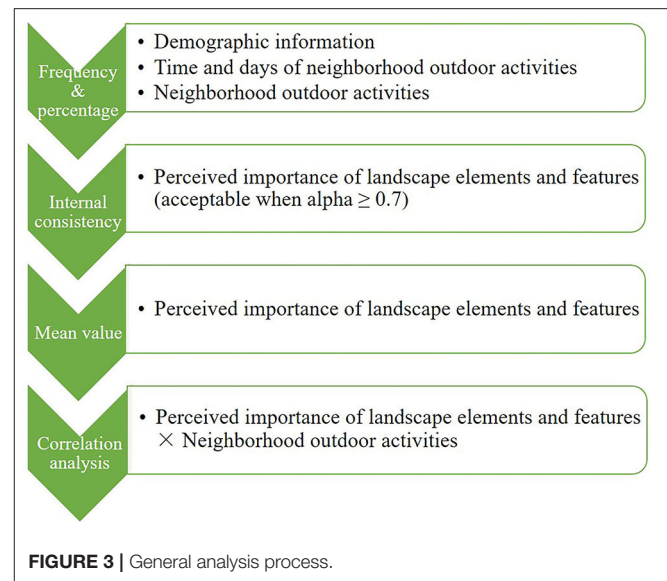 Frequency
&
percentage
• Demographic information
• Time and days of neighborhood outdoor activities
• Neighborhood outdoor activities
Internal
consistency
• Perceived importance of landscape elements and features
(acceptable when alpha ≥ 0.7)
Mean value
• Perceived importance of landscape elements and features
Correlation
analysis
• Perceived importance of landscape elements and features
× Neighborhood outdoor activities
FIGURE 3 | General analysis process.